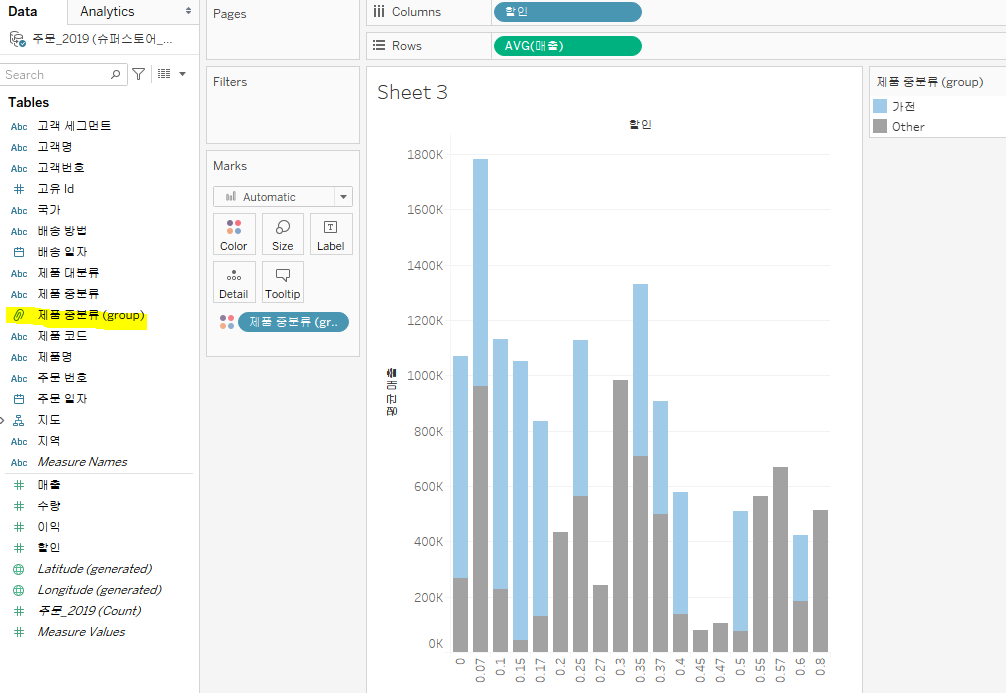 Data
Analytics
주문_2019 (슈퍼스토어_...
Search
Tables
Abc 고객 세그먼트
Abc 고객명
Abc 고객번호
# 고유 Id
Abc 국가
Abc 배송 방법
배송 일자
Abc 제품 대분류
Abc 제품 중분류
제품 중분류 (group)
Abc 제품 코드
Abc 제품명
Abc 주문 번호
주문 일자
지도
Abc 지역
Abc Measure Names
# 매출
# 수량
# 이익
# 할인
Latitude (generated)
Longitude (generated)
# 주문_2019 (Count)
# Measure Values
Pages
Filters
Marks
Automatic
Color
Size
T
Label
Detail
Tooltip
제품 중분류 (gr..
Columns
할인
Rows
AVG(매출)
Sheet 3
할인
1800K
1600K
1400K
1200K
1000K
800K
600K
400K
200K
0K
평균 매출
0
0.07
0.1
0.15
0.17
0.2
0.25
0.27
0.3
0.35
0.37
0.4
0.45
0.47
0.5
0.55
0.57
0.6
0.8
제품 중분류 (group)
가전
Other